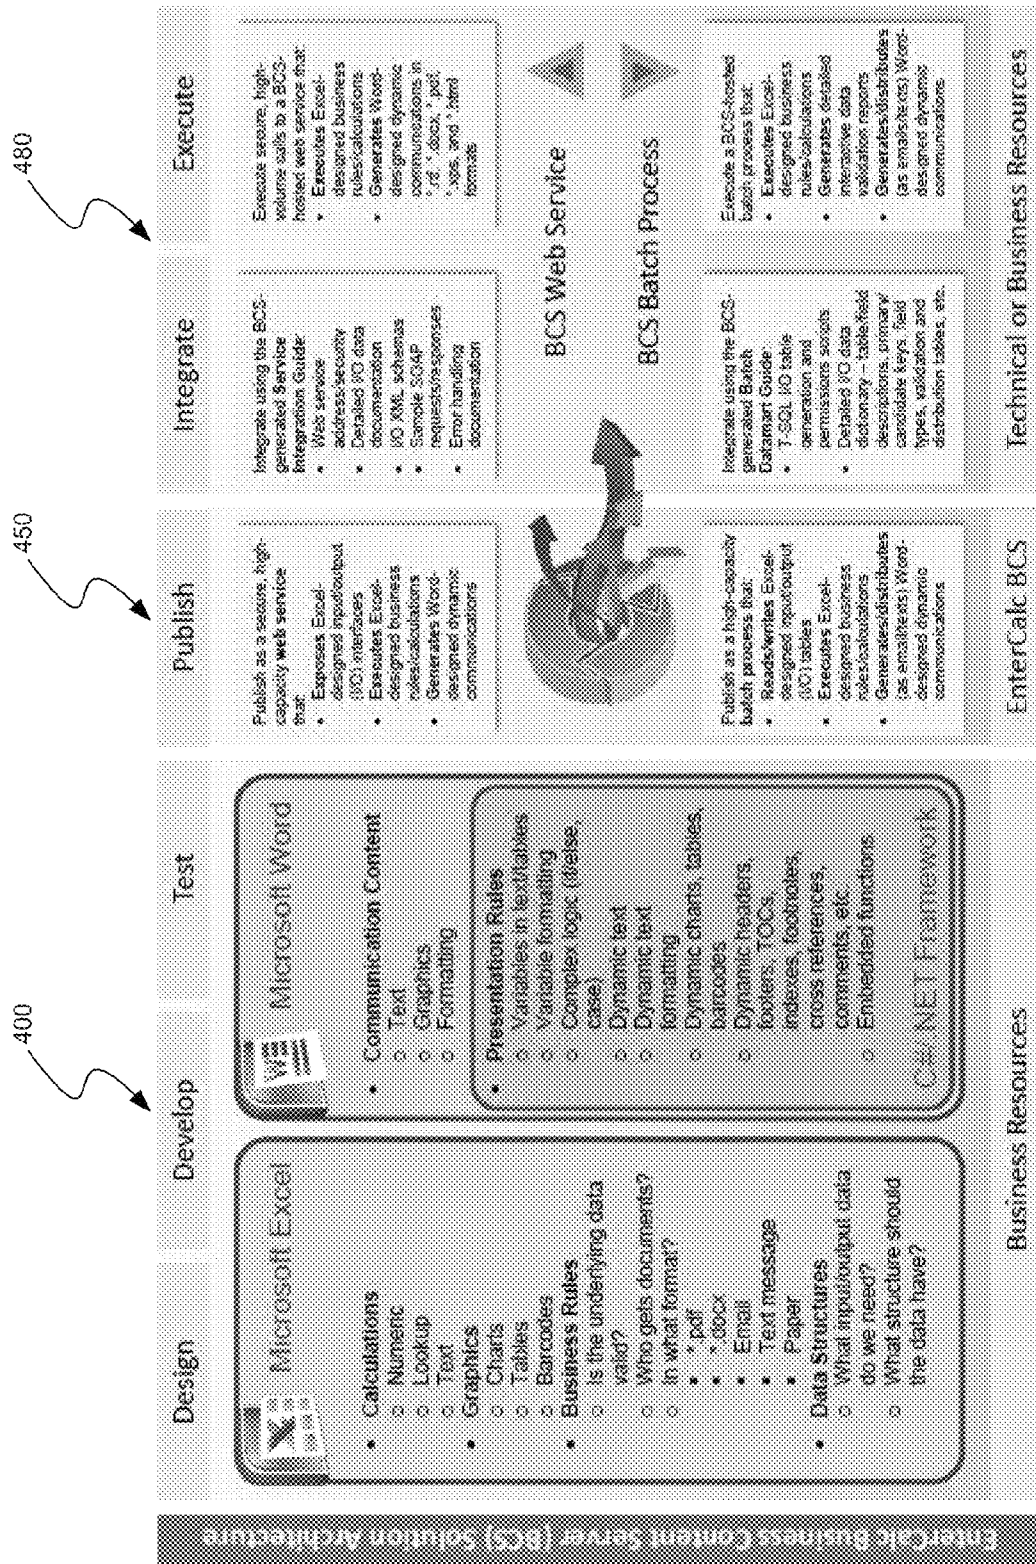 400
450
480
EnterCalc Business Content Server (BCS) Solution Architecture
Design
Develop
Test
Publish
Integrate
Execute
Microsoft Excel
• Calculations
○ Numeric
○ Lookup
○ Text
• Graphics
○ Charts
○ Tables
○ Barcodes
• Business Rules
○ Is the underlying data
valid?
○ Who gets documents?
○ In what format?
• *.pdf
• *.docx
• Email
• Text message
• Paper
• Data Structures
○ What input/output data
do we need?
○ What structure should
the data have?
Microsoft Word
• Communication Content
○ Text
○ Graphics
○ Formatting
• Presentation Rules
○ Variables in text/tables
○ Variable formatting
○ Complex logic (if/else,
case)
○ Dynamic text
○ Dynamic text
formatting
○ Dynamic charts, tables,
barcodes
○ Dynamic headers,
footers, TOCs,
indexes, footnotes,
cross references,
comments, etc.
○ Embedded functions
C#/.NET Framework
Publish as a secure, high-
capacity web service
that:
• Exposes Excel-
designed input/output
(I/O) interfaces
• Executes Excel-
designed business
rules/calculations
• Generates Word-
designed dynamic
communications
Integrate using the BCS-
generated Service
Integration Guide:
• Web service
address/security
• Detailed I/O data
documentation
• I/O XML schemas
• Sample SOAP
requests/responses
• Error handing
documentation
Execute secure, high-
volume calls to a BCS-
hosted web service that:
• Executes Excel-
designed business
rules/calculations
• Generates Word-
designed dynamic
communications in
*.rtf, *.docx, *.pdf,
*.xps, and *.html
formats
BCS Web Service
BCS Batch Process
Publish as a high-capacity
batch process that:
• Reads/writes Excel-
designed input/output
(I/O) tables
• Executes Excel-
designed business
rules/calculations
• Generates/distributes
(as email/texts) Word-
designed dynamic
communications
Integrate using the BCS-
generated Batch
Datamart Guide:
• T-SQL I/O table
generation and
permissions scripts
• Detailed I/O data
dictionary – table/field
descriptions, primary/
candidate keys, field
types, validation and
distribution tables, etc.
Execute a BCS-hosted
batch process that:
• Executes Excel-
designed business
rules/calculations
• Generates detailed
interactive data
validation reports
• Generates/distributes
(as emails/texts) Word-
designed dynamic
communications
Business Resources
EnterCalc BCS
Technical or Business Resources